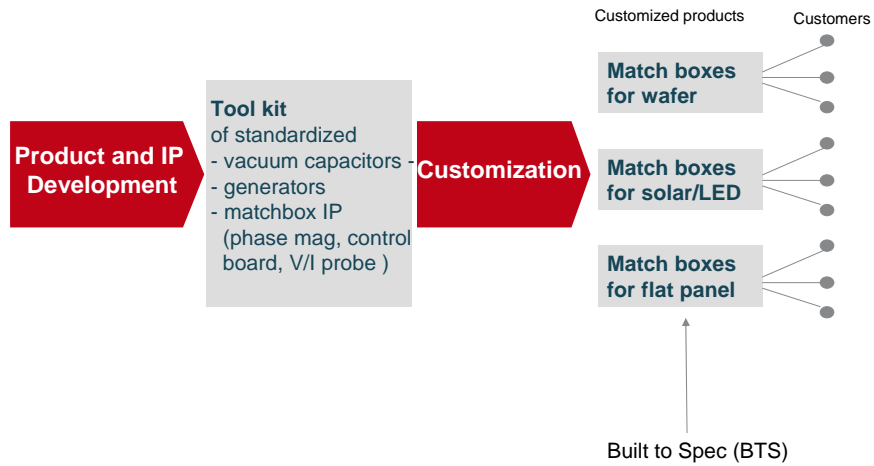 Customized products
Customers
Product and IP
Development
Tool kit
of standardized
- vacuum capacitors -
- generators
- matchbox IP
(phase mag, control
board, V/I probe )
Customization
Match boxes
for wafer
Match boxes
for solar/LED
Match boxes
for flat panel
Built to Spec (BTS)